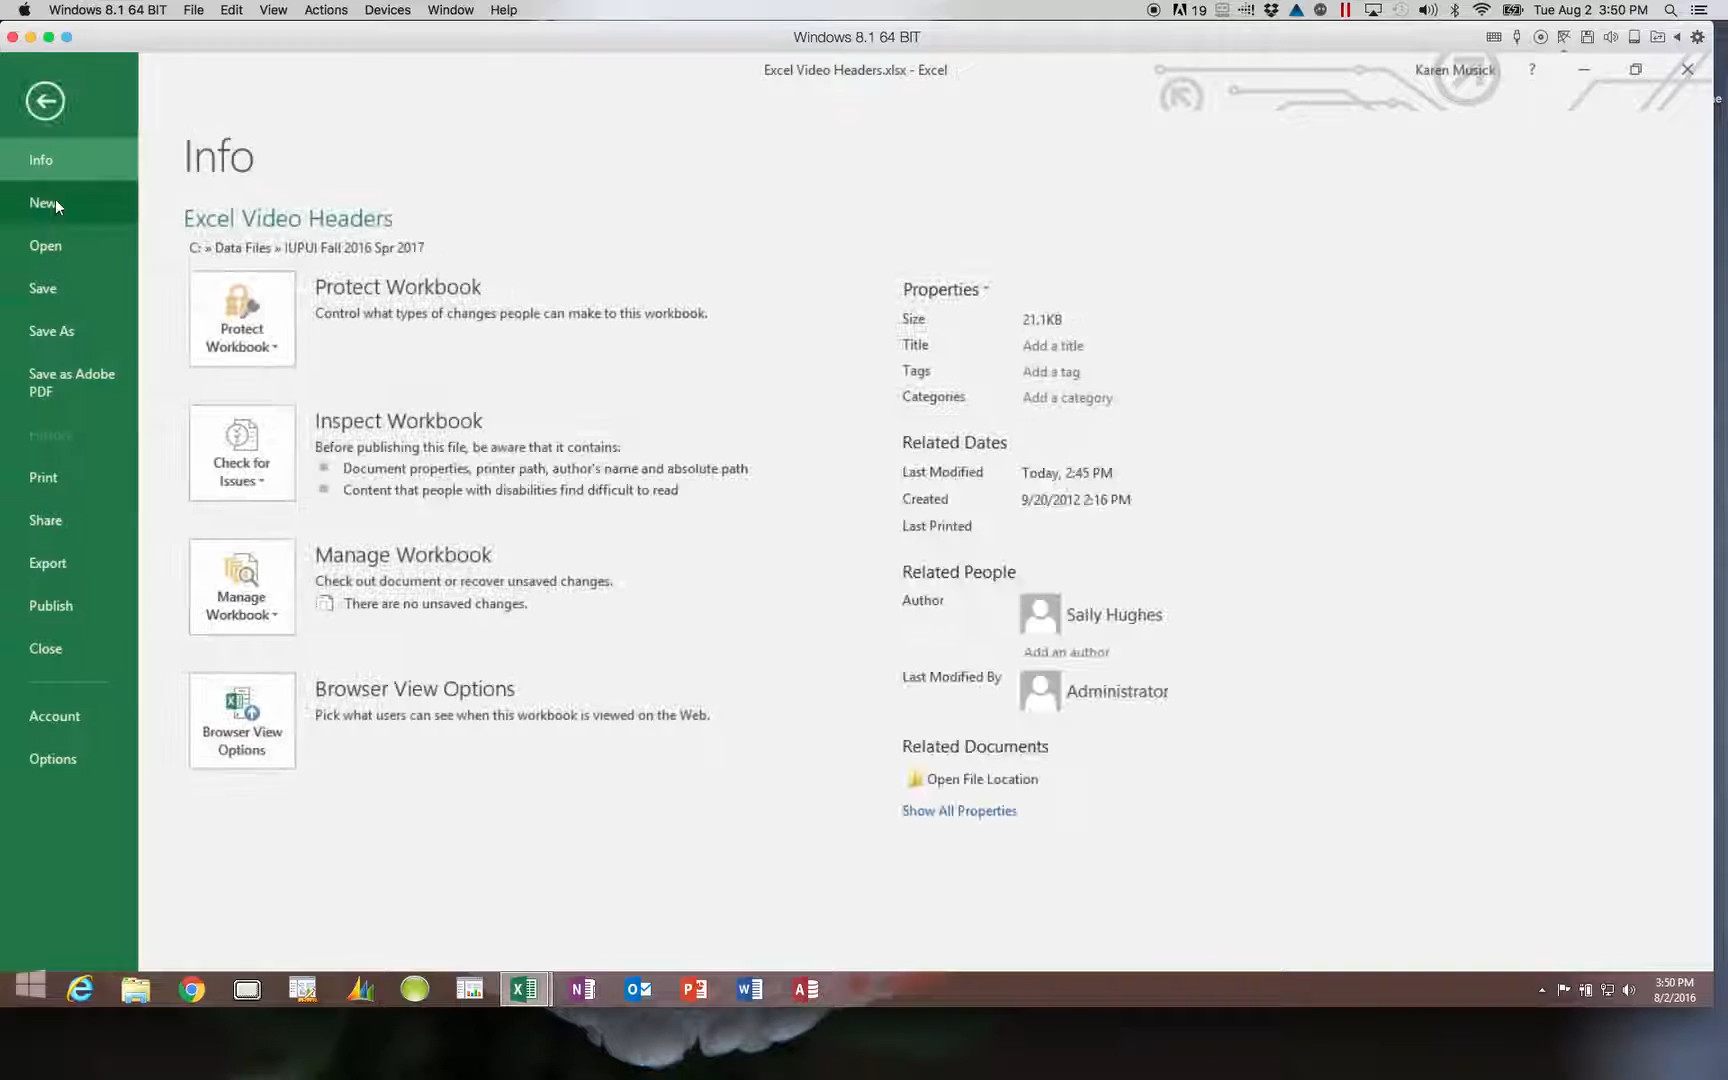 Windows 8.1 64 BIT File Edit View Actions Devices Window Help 19 Tue Aug 2 3:50 PM
Windows 8.1 64 BIT
Excel Video Headers.xlsx - Excel Karen Musick ?
Info
Info
New
Excel Video Headers
C: » Data Files » IUPUI Fall 2016 Spr 2017
Open
Protect Workbook
Control what types of changes people can make to this workbook.
Protect
Workbook
Properties
Save
Size 21.1KB
Save As
Title Add a title
Tags Add a tag
Save as Adobe
PDF
Categories Add a category
Inspect Workbook
Before publishing this file, be aware that it contains:
Document properties, printer path, author's name and absolute path
Content that people with disabilities find difficult to read
Check for
Issues
History
Related Dates
Last Modified Today, 2:45 PM
Print
Created 9/20/2012 2:16 PM
Share
Last Printed
Manage Workbook
Check out document or recover unsaved changes.
There are no unsaved changes.
Manage
Workbook
Export
Related People
Publish
Author Sally Hughes
Close
Add an author
Last Modified By Administrator
Browser View Options
Pick what users can see when this workbook is viewed on the Web.
Browser View
Options
Account
Related Documents
Options
Open File Location
Show All Properties
3:50 PM
8/2/2016